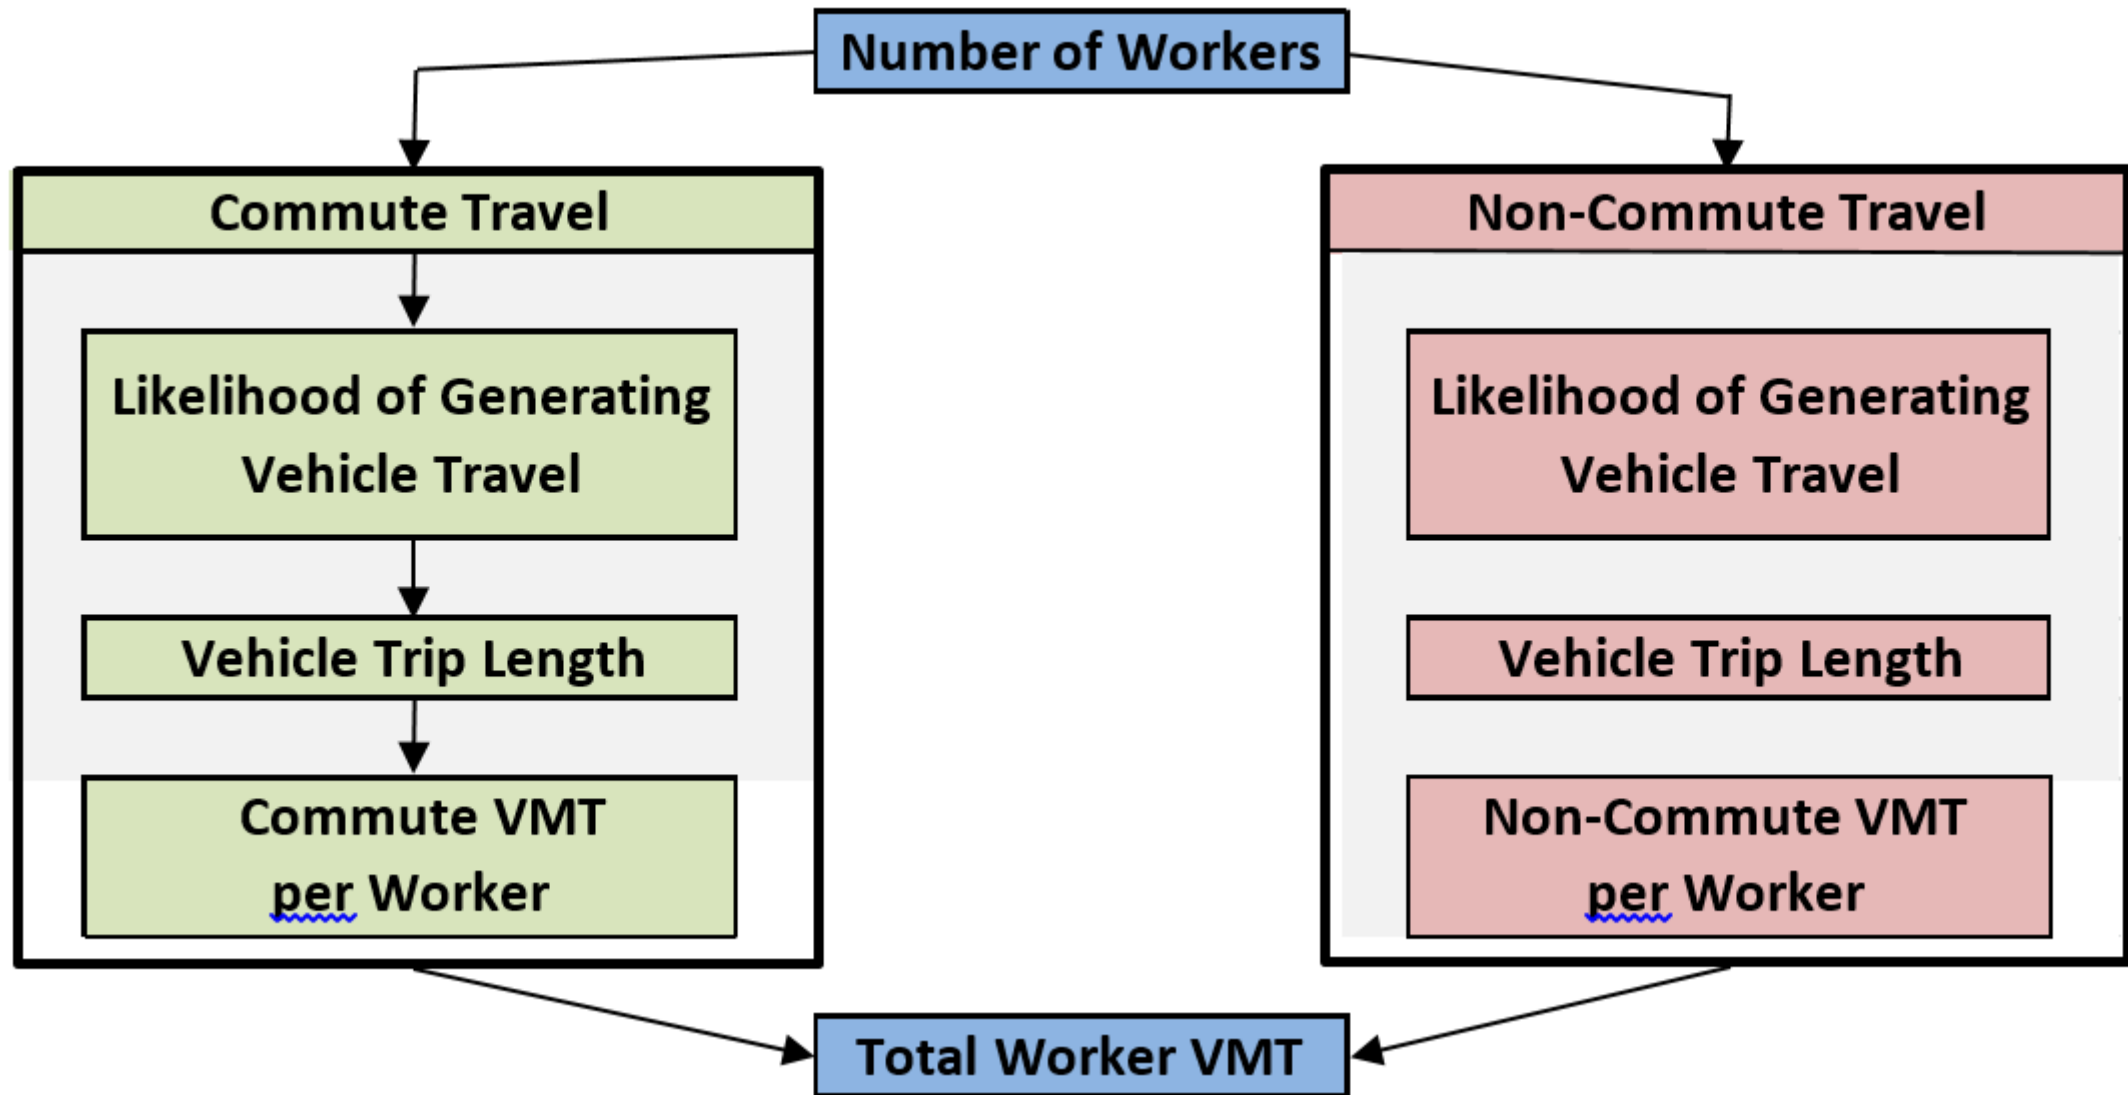 Number of Workers
Commute Travel
Likelihood of Generating
Vehicle Travel
Vehicle Trip Length
Commute VMT
per Worker
Non-Commute Travel
Likelihood of Generating
Vehicle Travel
Vehicle Trip Length
Non-Commute VMT
per Worker
Total Worker VMT